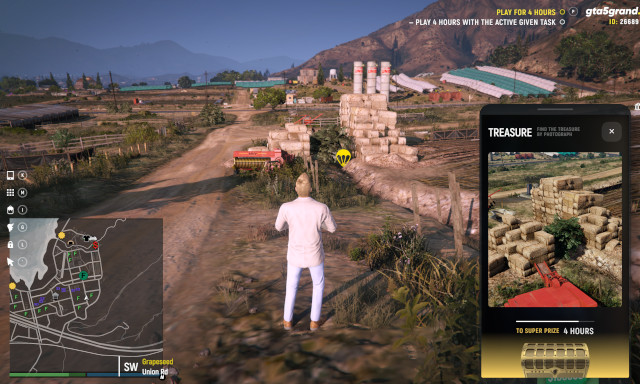 PLAY FOR 4 HOURS
P
gta5grand.
– PLAY 4 HOURS WITH THE ACTIVE GIVEN TASK
ID: 26689
TREASURE
FIND THE TREASURE
BY PHOTOGRAPH
K
M
I
G
L
TO SUPER PRIZE 4 HOURS
SW
Grapeseed
Union Rd